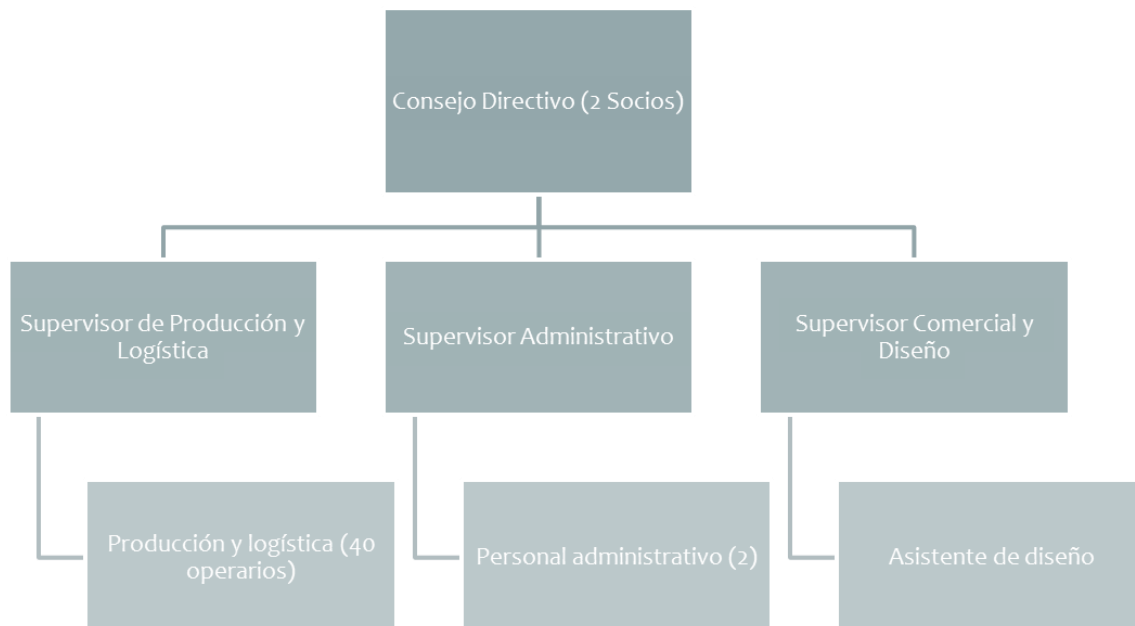 Consejo Directivo (2 Socios)
Supervisor de Producción y
Logística
Supervisor Administrativo
Supervisor Comercial y
Diseño
Producción y logística (40
operarios)
Personal administrativo (2)
Asistente de diseño